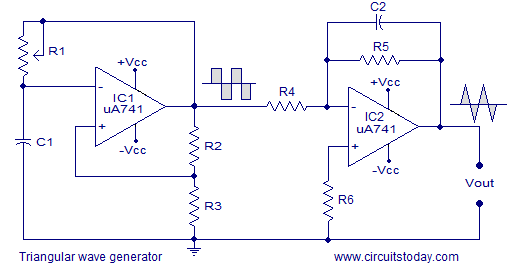 C2
R1
R5
+Vcc
+Vcc
-
IC1
uA741
+
R4
-
IC2
uA741
+
C1
-Vcc
R2
-Vcc
Vout
R3
R6
Triangular wave generator
www.circuitstoday.com